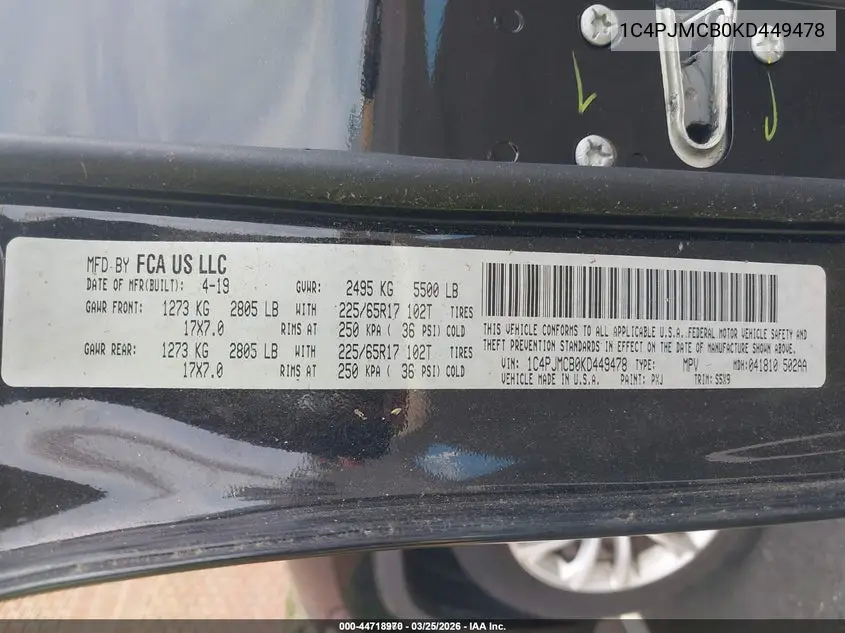 1C4PJMCB0KD449478
MFD BY FCA US LLC
DATE OF MFR(BUILT): 4-19 GVWR: 2495 KG 5500 LB
GAWR FRONT: 1273 KG 2805 LB WITH 225/65R17 102T TIRES
17X7.0 RIMS AT 250 KPA ( 36 PSI) COLD
GAWR REAR: 1273 KG 2805 LB WITH 225/65R17 102T TIRES
17X7.0 RIMS AT 250 KPA ( 36 PSI) COLD
THIS VEHICLE CONFORMS TO ALL APPLICABLE U.S.A. FEDERAL MOTOR VEHICLE SAFETY AND
THEFT PREVENTION STANDARDS IN EFFECT ON THE DATE OF MANUFACTURE SHOWN ABOVE.
VIN: 1C4PJMCB0KD449478 TYPE: MPV MDH:041810 502AA
VEHICLE MADE IN U.S.A. PAINT: PXJ TRIM: S5X9
000-44718970 - 03/25/2026 - IAA Inc.